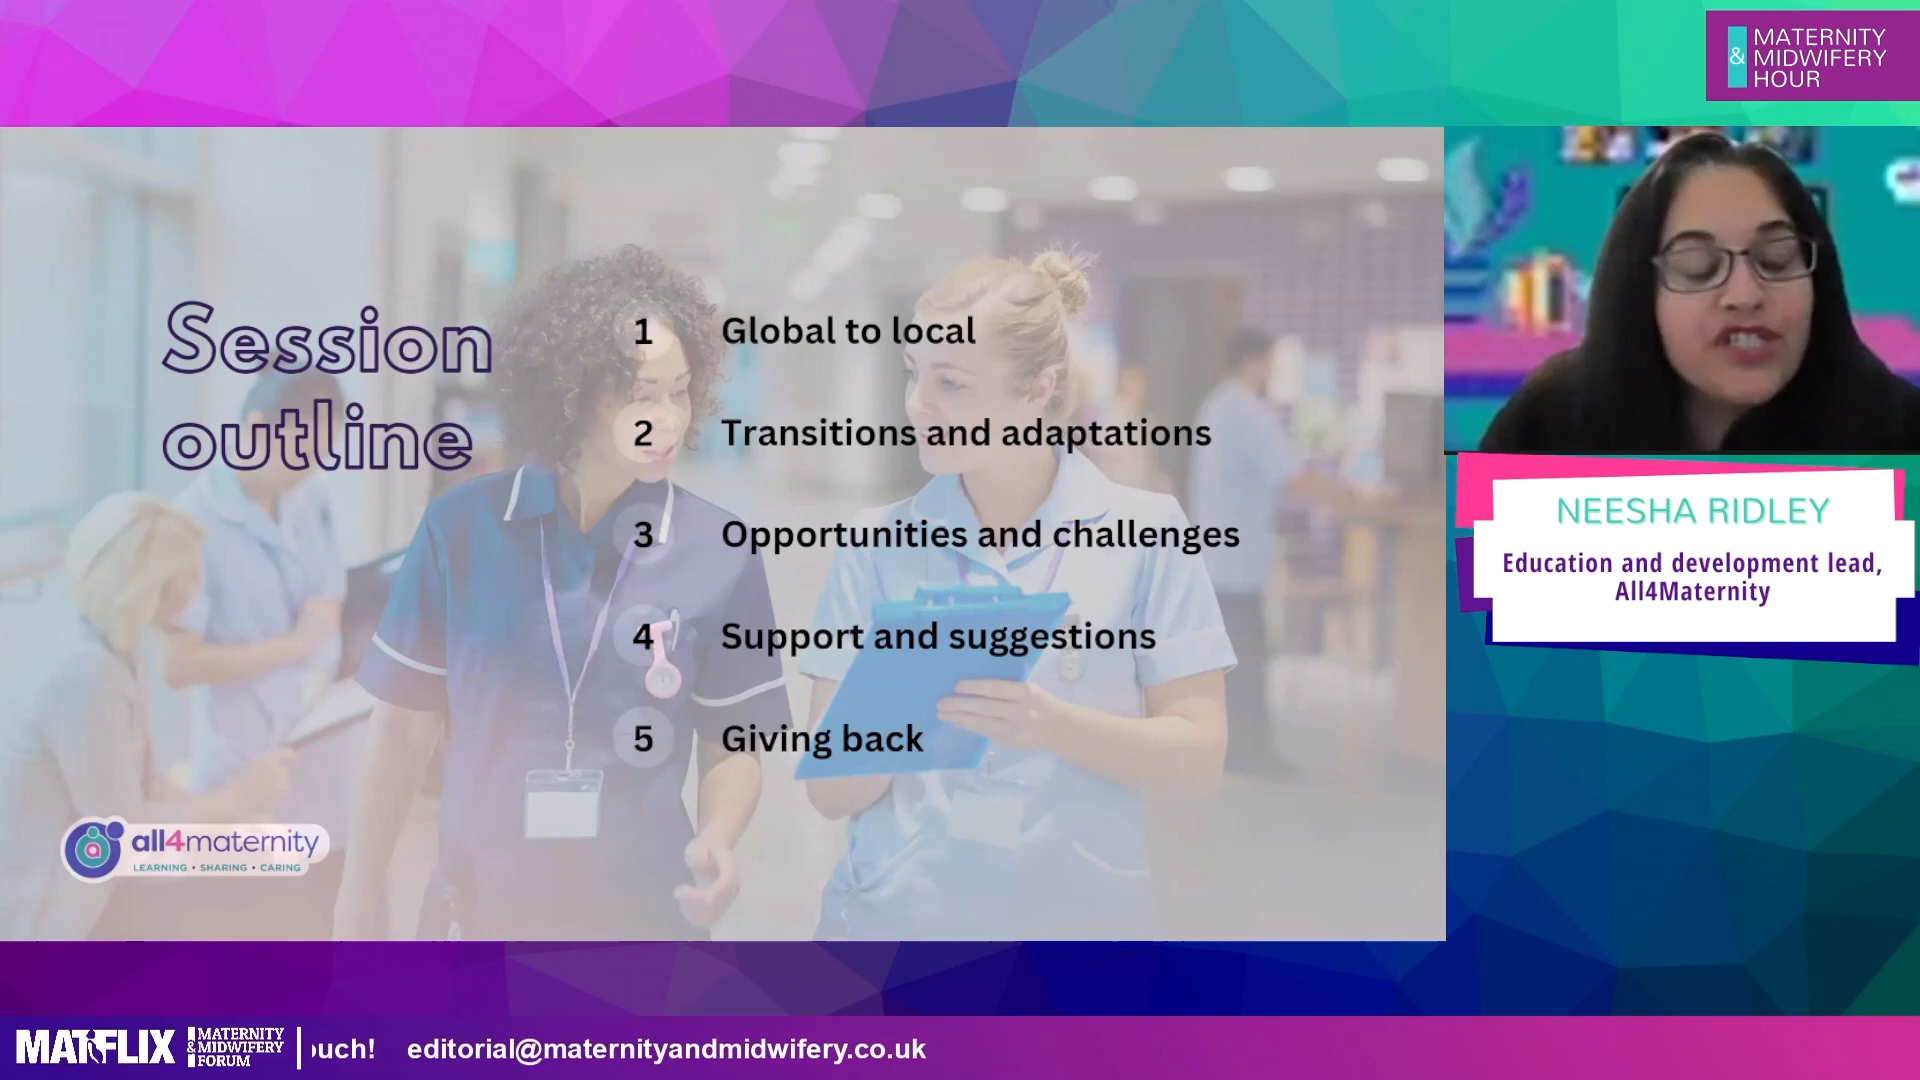 MATERNITY
& MIDWIFERY
HOUR
Session
outline
1 Global to local
2 Transitions and adaptations
3 Opportunities and challenges
4 Support and suggestions
5 Giving back
a
all4maternity
LEARNING • SHARING • CARING
NEESHA RIDLEY
Education and development lead,
All4Maternity
MATFLIX
MATERNITY
& MIDWIFERY
FORUM
ouch! editorial@maternityandmidwifery.co.uk